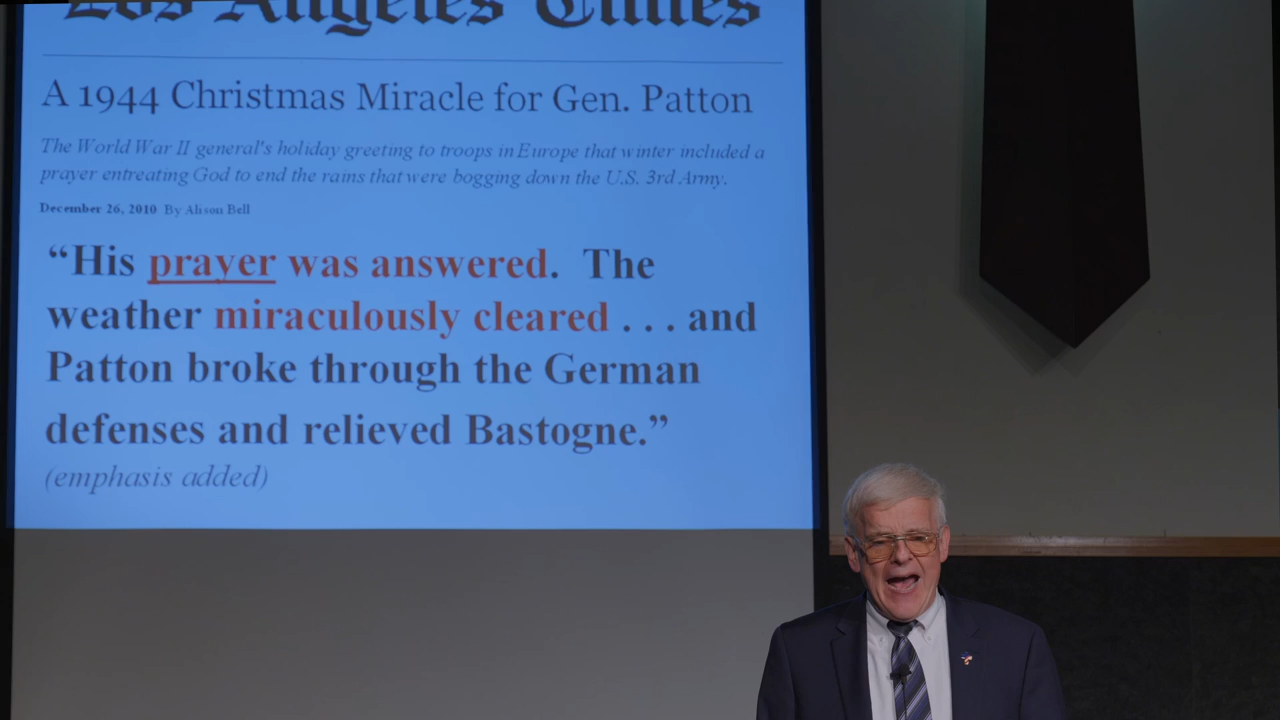 Los Angeles Times
A 1944 Christmas Miracle for Gen. Patton
The World War II general's holiday greeting to troops in Europe that winter included a
prayer entreating God to end the rains that were bogging down the U.S. 3rd Army.
December 26, 2010 By Alison Bell
“His prayer was answered. The
weather miraculously cleared . . . and
Patton broke through the German
defenses and relieved Bastogne.”
(emphasis added)